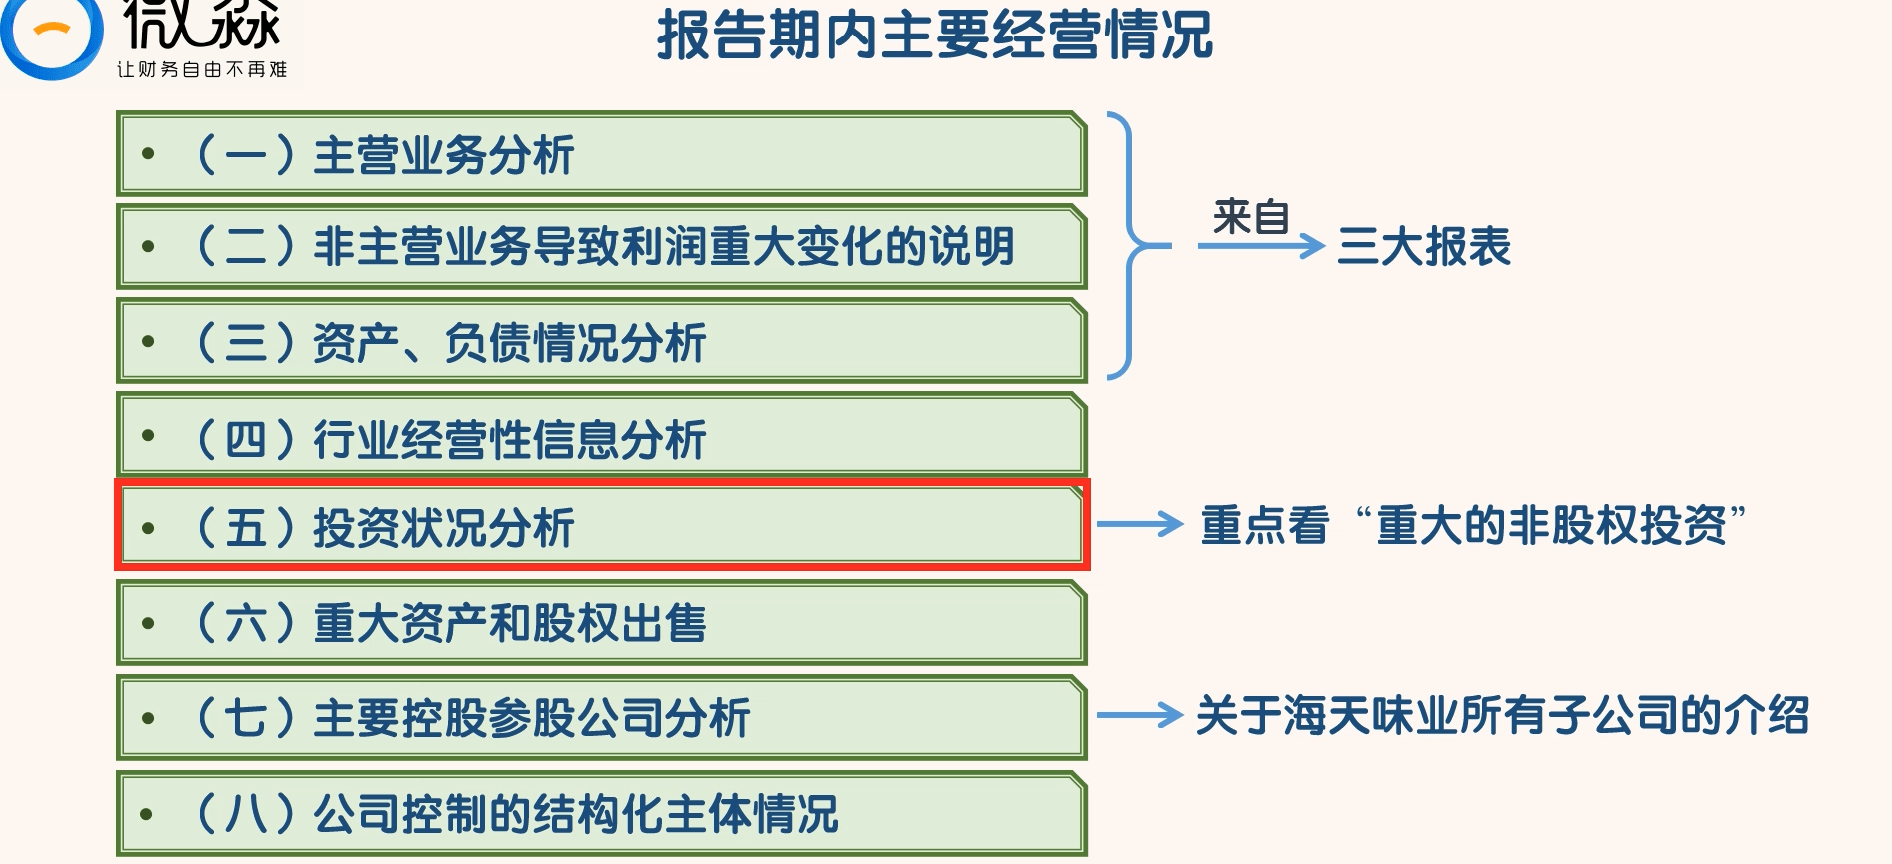 微淼
让财务自由不再难
报告期内主要经营情况
• （一）主营业务分析
• （二）非主营业务导致利润重大变化的说明
• （三）资产、负债情况分析
来自
三大报表
• （四）行业经营性信息分析
• （五）投资状况分析
重点看“重大的非股权投资”
• （六）重大资产和股权出售
• （七）主要控股参股公司分析
关于海天味业所有子公司的介绍
• （八）公司控制的结构化主体情况